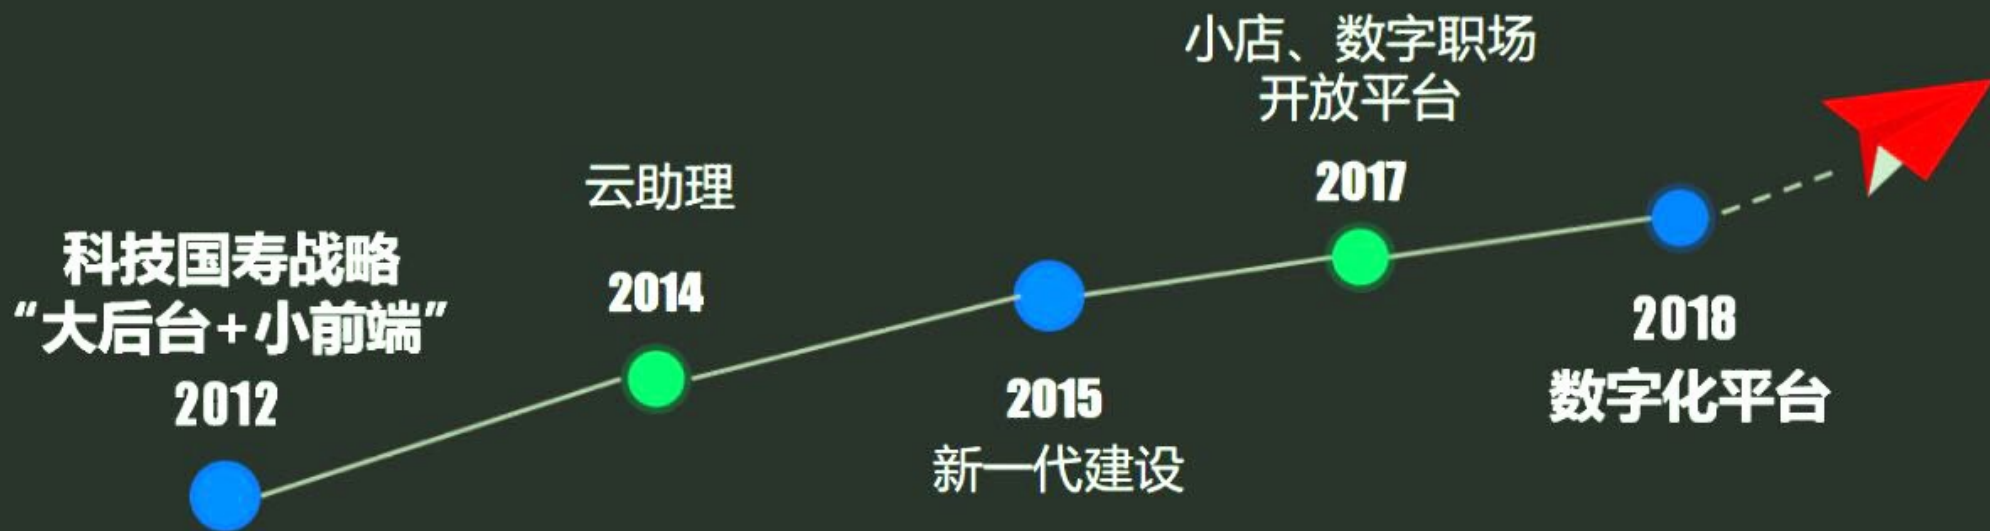 科技国寿战略
“大后台+小前端”
2012
云助理
2014
2015
新一代建设
小店、数字职场
开放平台
2017
2018
数字化平台